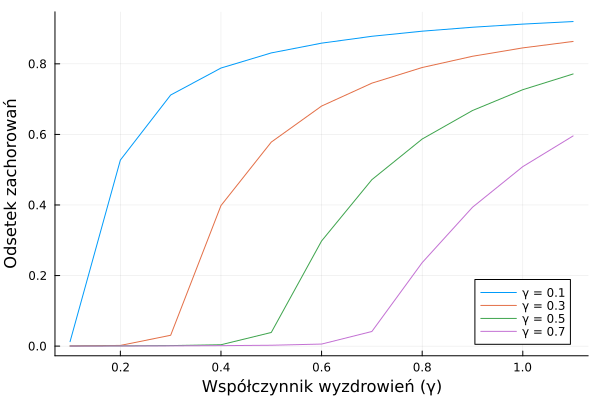 Odsetek zachorowań
0.8
0.6
0.4
0.2
0.0
0.2
0.4
0.6
0.8
1.0
Współczynnik wyzdrowień (γ)
γ = 0.1
γ = 0.3
γ = 0.5
γ = 0.7